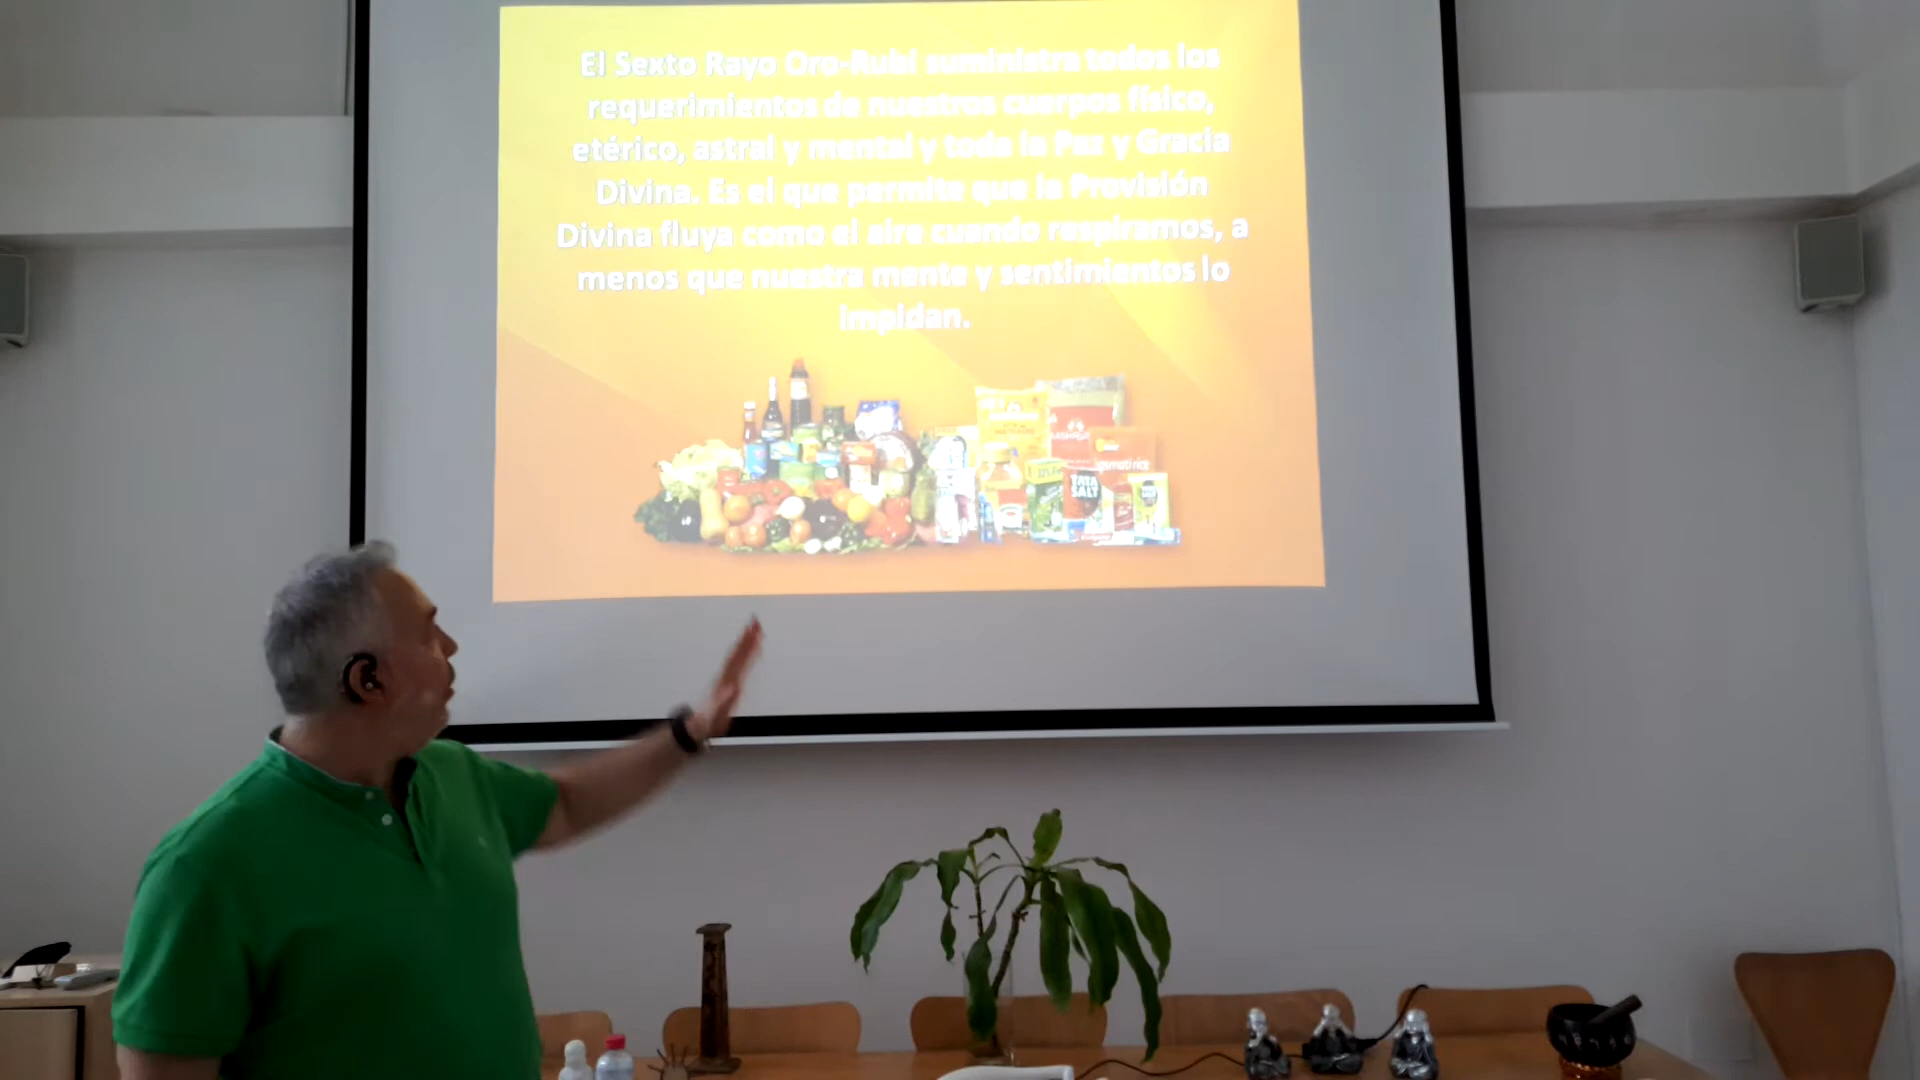 El Sexto Rayo Oro-Rubí suministra todos los
requerimientos de nuestros cuerpos físico,
etérico, astral y mental y toda la Paz y Gracia
Divina. Es el que permite que la Provisión
Divina fluya como el aire cuando respiramos, a
menos que nuestra mente y sentimientos lo
impidan.
TATA
SALT